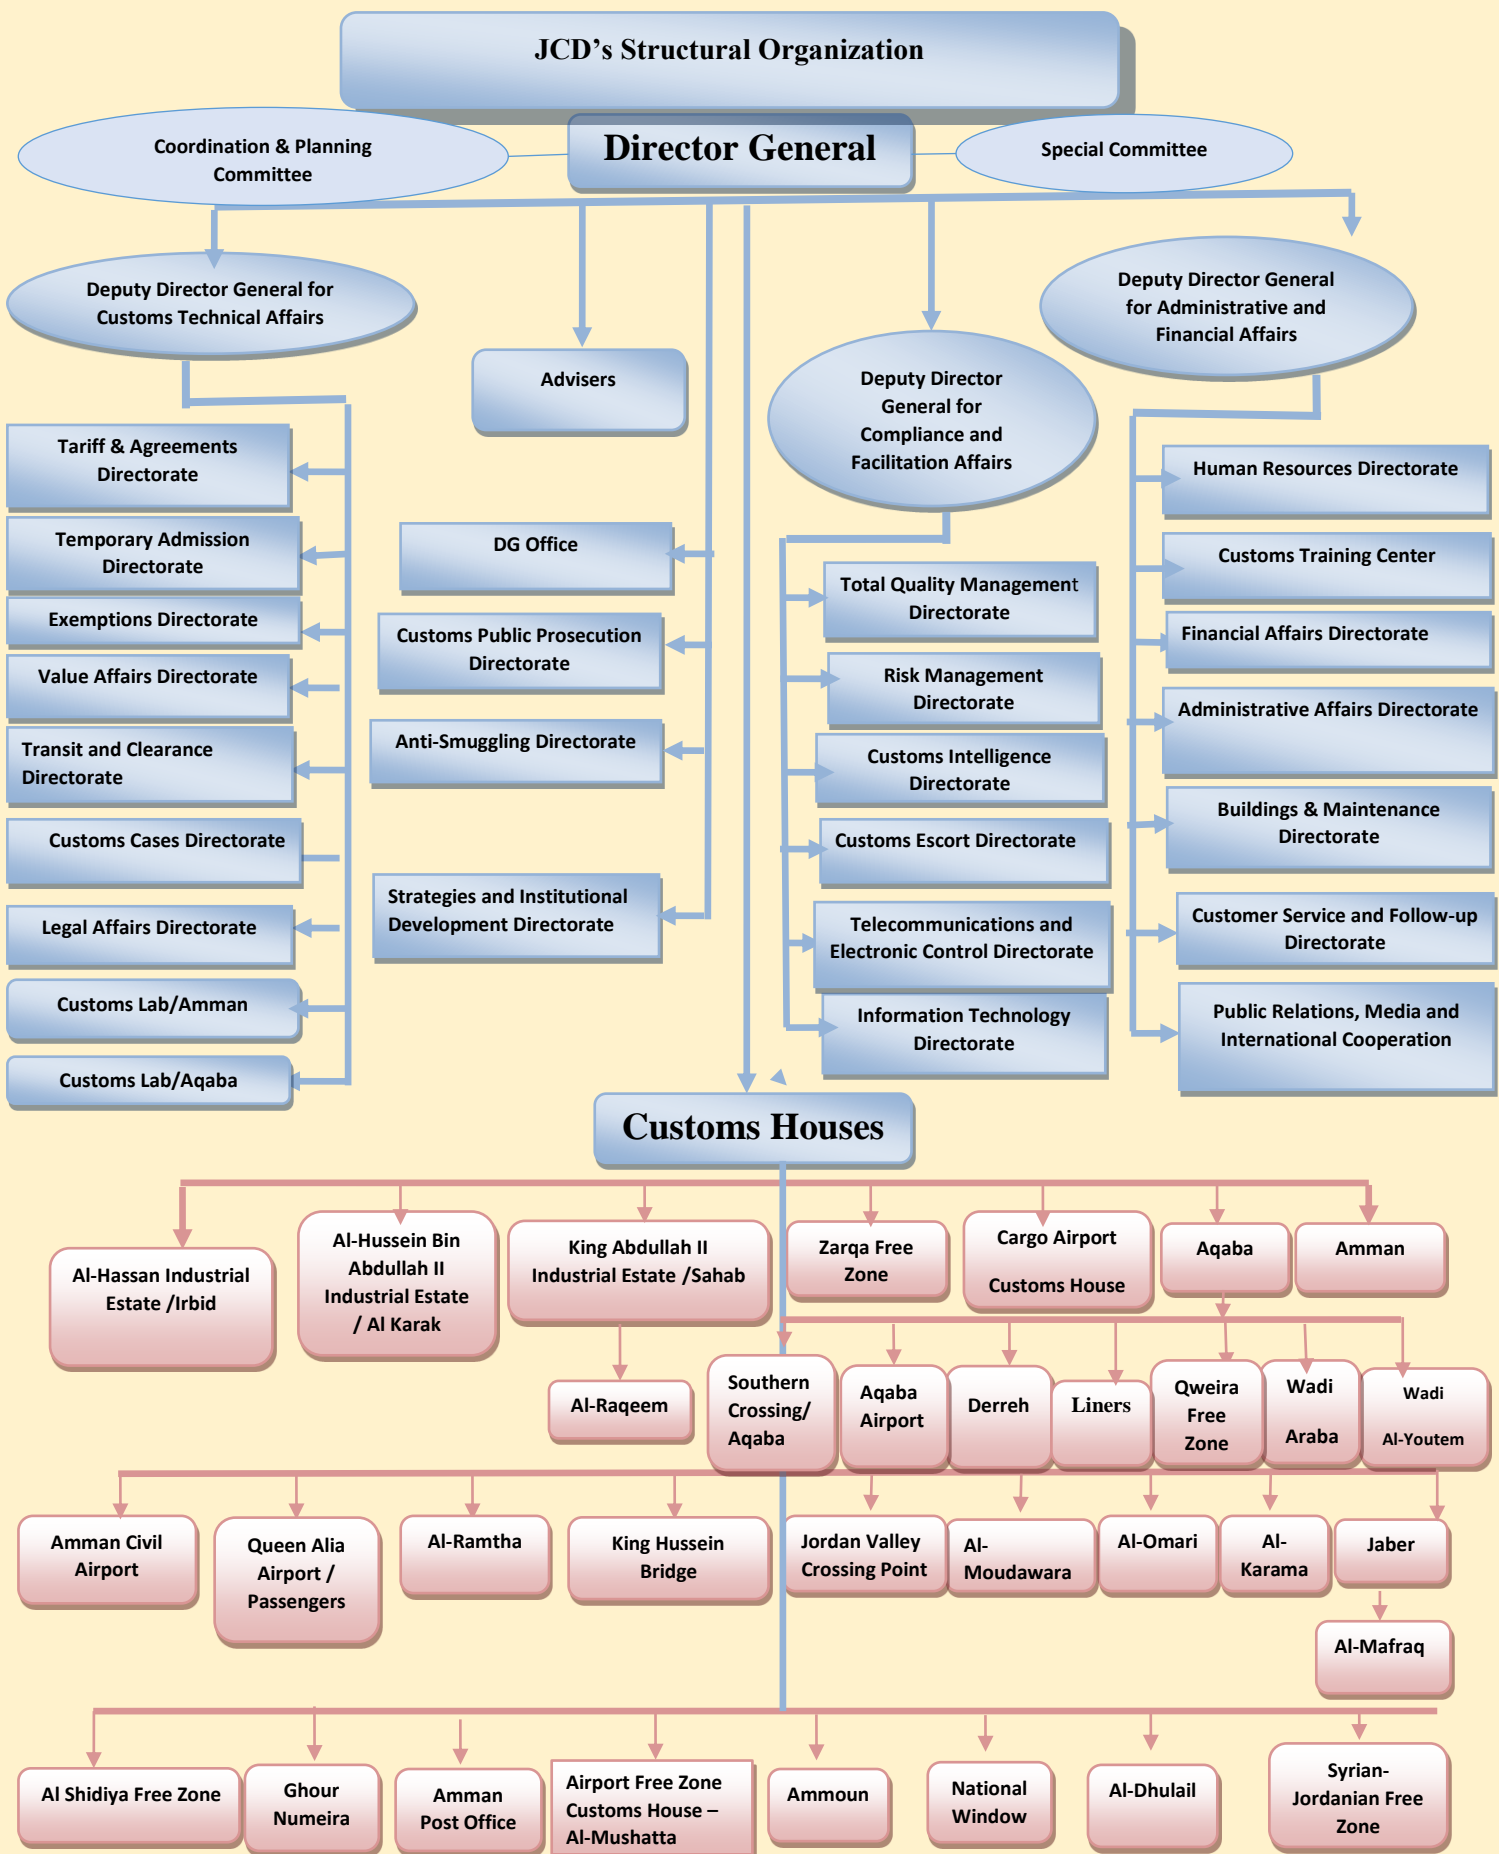 JCD’s Structural Organization
Coordination & Planning
Committee
Director General
Special Committee
Deputy Director General for
Customs Technical Affairs
Advisers
Deputy Director
General for
Compliance and
Facilitation Affairs
Deputy Director General
for Administrative and
Financial Affairs
Tariff & Agreements
Directorate
Temporary Admission
Directorate
Exemptions Directorate
Value Affairs Directorate
Transit and Clearance
Directorate
Customs Cases Directorate
Legal Affairs Directorate
Customs Lab/Amman
Customs Lab/Aqaba
DG Office
Customs Public Prosecution
Directorate
Anti-Smuggling Directorate
Strategies and Institutional
Development Directorate
Total Quality Management
Directorate
Risk Management
Directorate
Customs Intelligence
Directorate
Customs Escort Directorate
Telecommunications and
Electronic Control Directorate
Information Technology
Directorate
Human Resources Directorate
Customs Training Center
Financial Affairs Directorate
Administrative Affairs Directorate
Buildings & Maintenance
Directorate
Customer Service and Follow-up
Directorate
Public Relations, Media and
International Cooperation
Customs Houses
Al-Hassan Industrial
Estate /Irbid
Al-Hussein Bin
Abdullah II
Industrial Estate
/ Al Karak
King Abdullah II
Industrial Estate /Sahab
Zarqa Free
Zone
Cargo Airport
Customs House
Aqaba
Amman
Al-Raqeem
Southern
Crossing/
Aqaba
Aqaba
Airport
Derreh
Liners
Qweira
Free
Zone
Wadi
Araba
Wadi
Al-Youtem
Amman Civil
Airport
Queen Alia
Airport /
Passengers
Al-Ramtha
King Hussein
Bridge
Jordan Valley
Crossing Point
Al-
Moudawara
Al-Omari
Al-
Karama
Jaber
Al-Mafraq
Al Shidiya Free Zone
Ghour
Numeira
Amman
Post Office
Airport Free Zone
Customs House –
Al-Mushatta
Ammoun
National
Window
Al-Dhulail
Syrian-
Jordanian Free
Zone